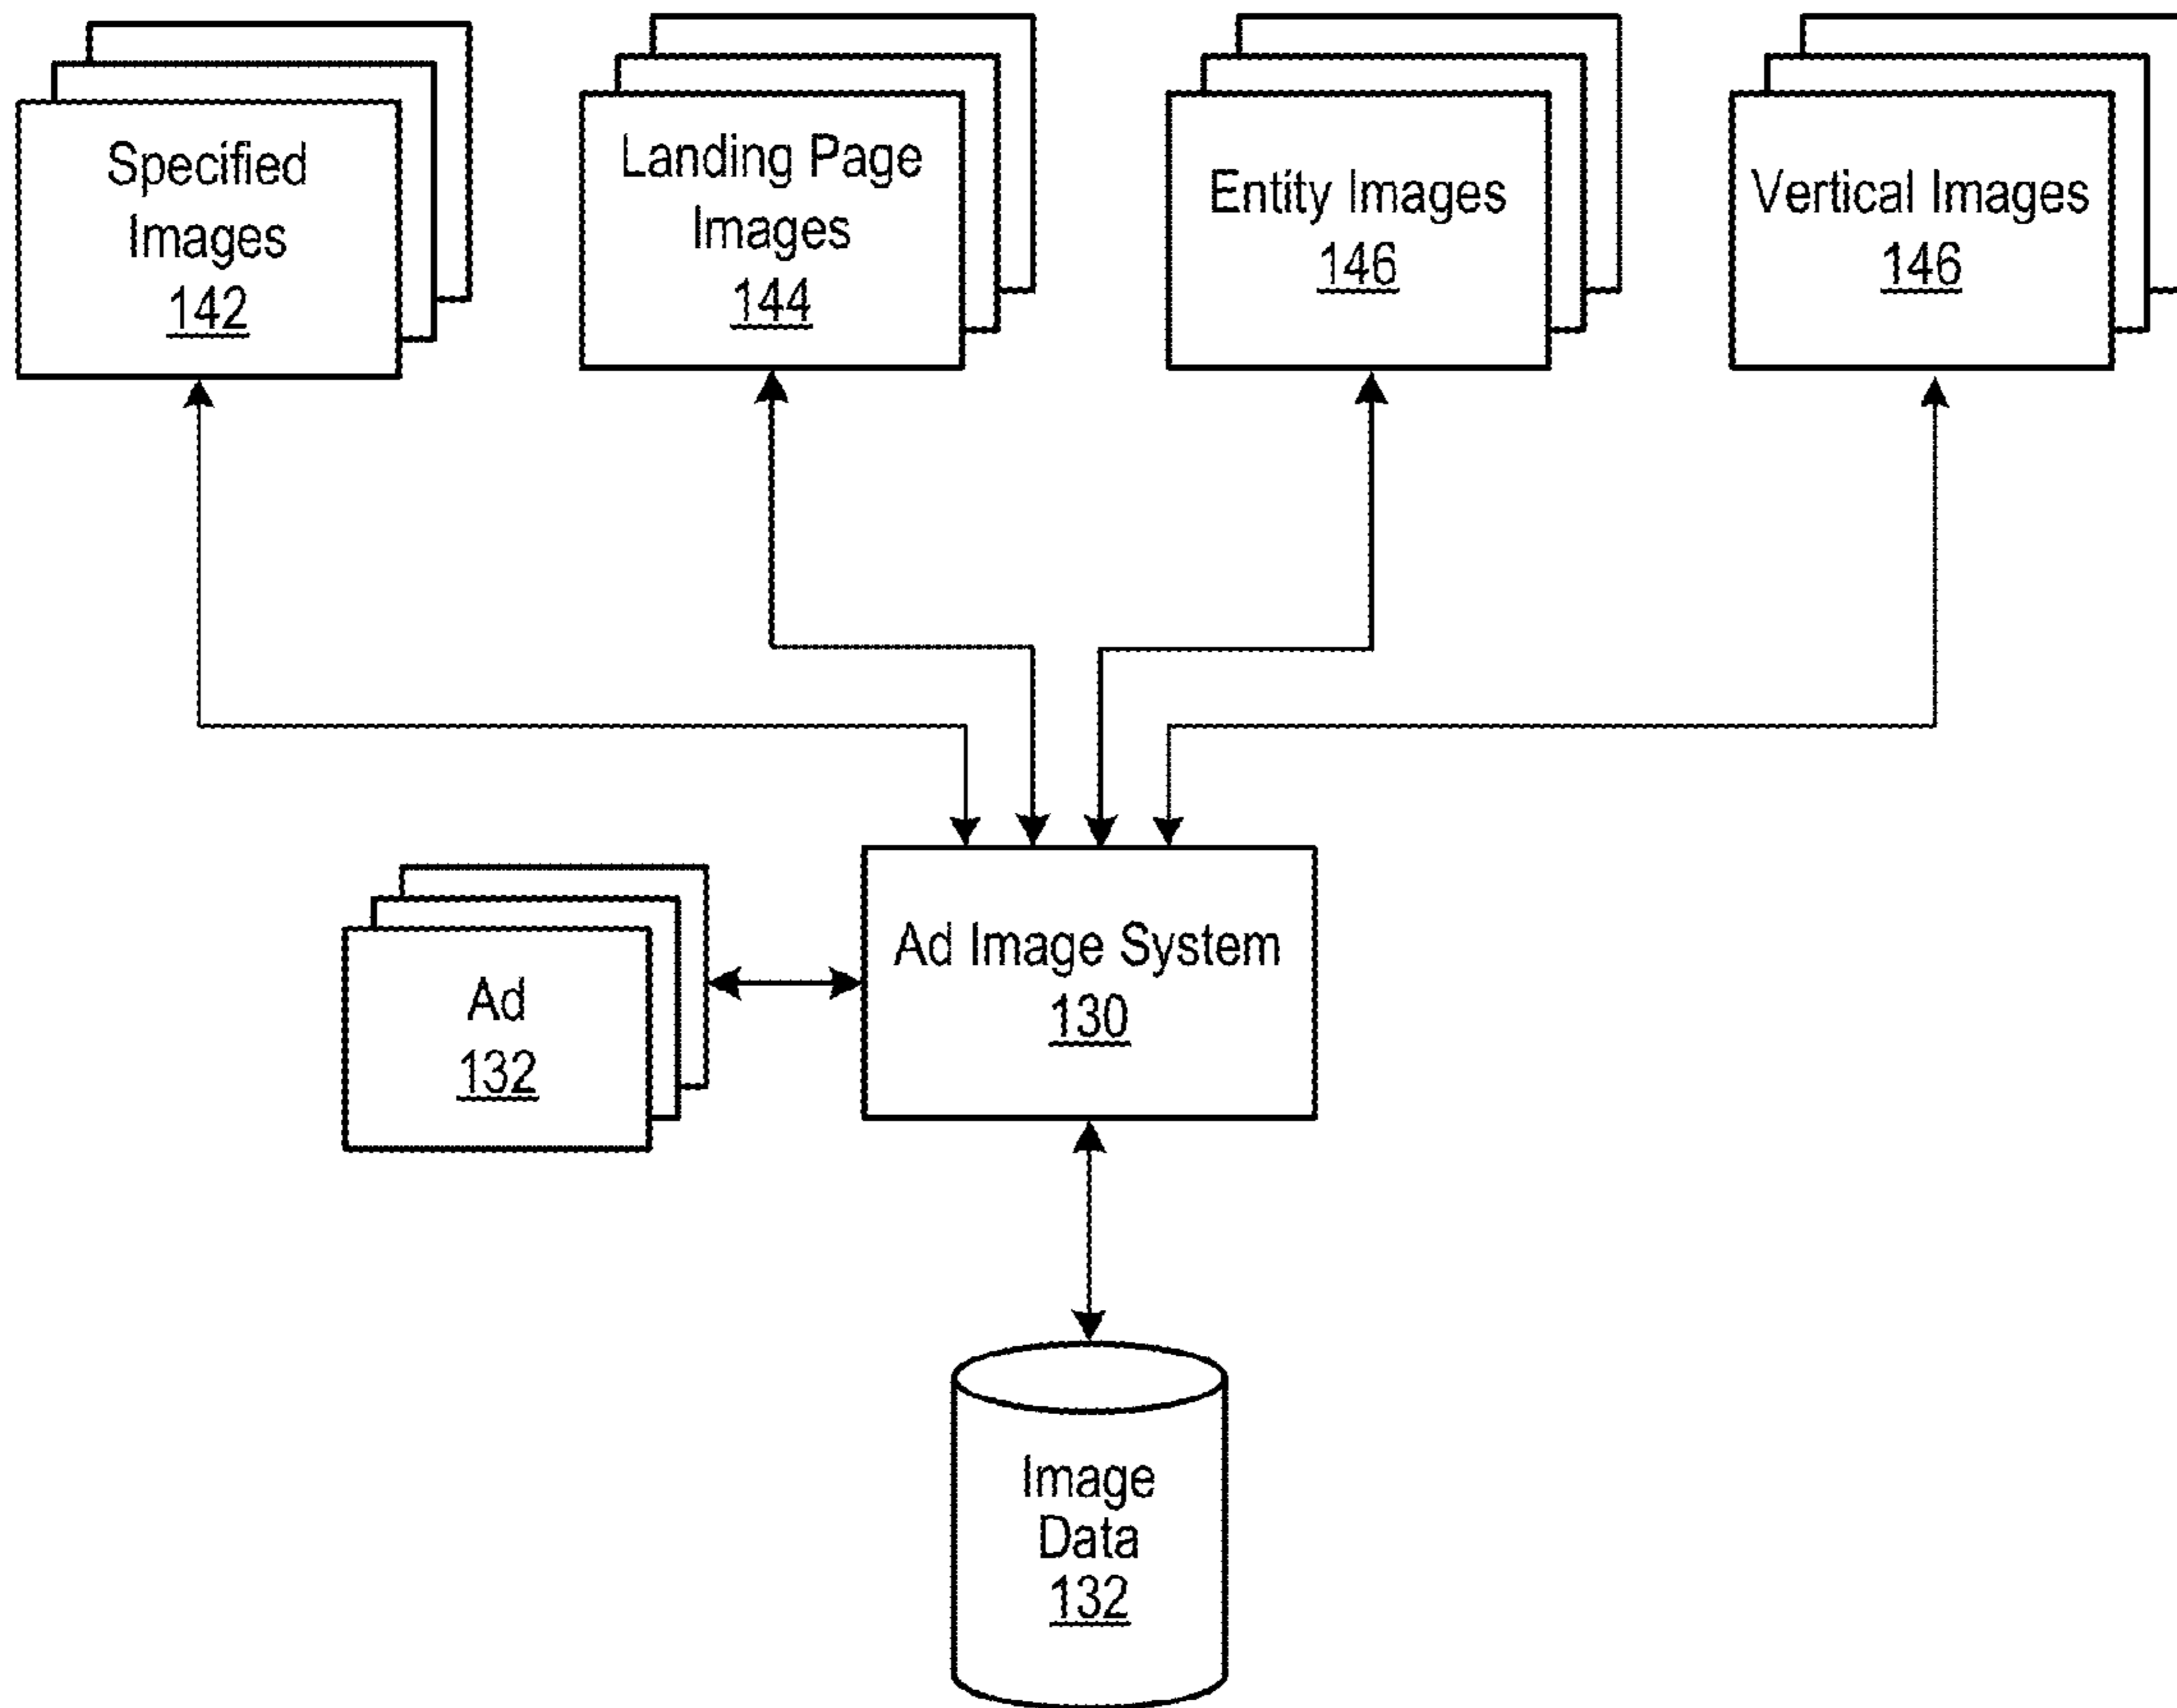 Specified
Images
142
Landing Page
Images
144
Entity Images
146
Vertical Images
146
Ad Image System
130
Ad
132
Image
Data
132